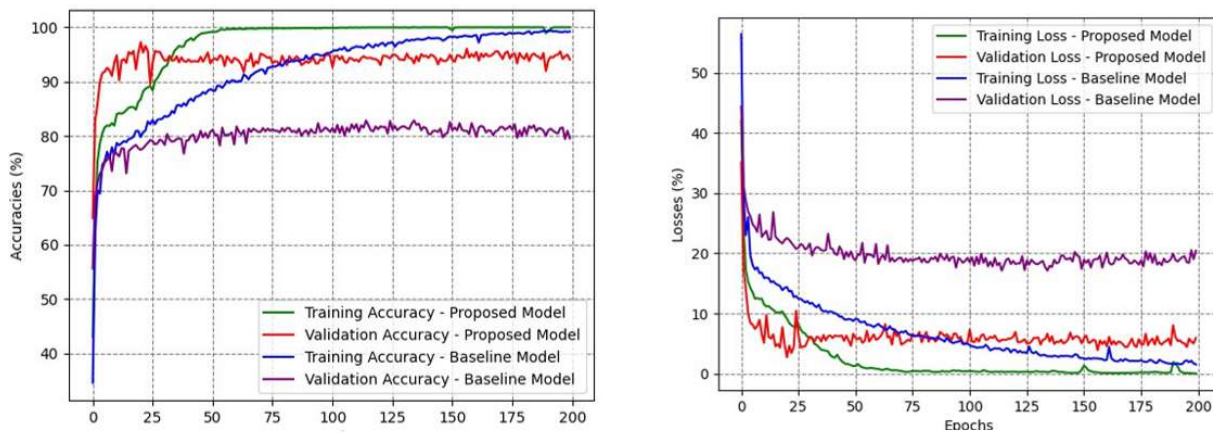 100
90
80
70
60
50
40
Accuracies (%)
Training Accuracy - Proposed Model
Validation Accuracy - Proposed Model
Training Accuracy - Baseline Model
Validation Accuracy - Baseline Model
0 25 50 75 100 125 150 175 200
50
40
30
20
10
0
Losses (%)
Training Loss - Proposed Model
Validation Loss - Proposed Model
Training Loss - Baseline Model
Validation Loss - Baseline Model
0 25 50 75 100 125 150 175 200
Epochs